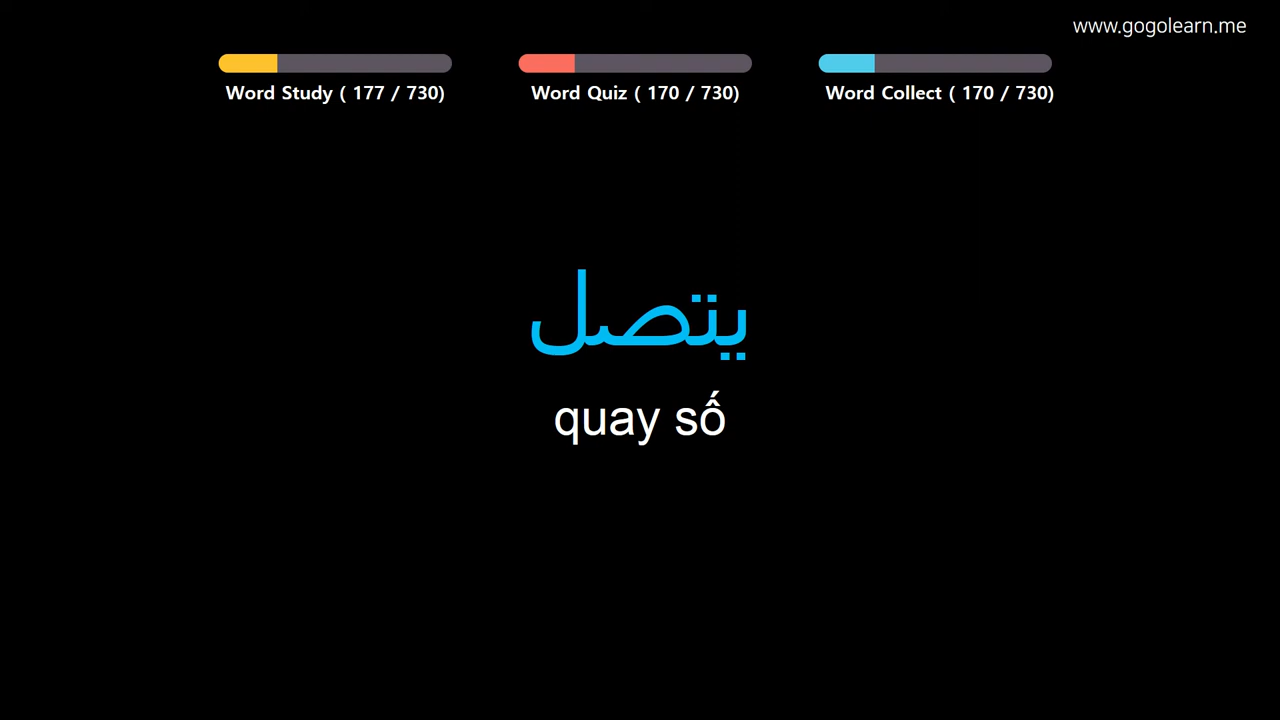 www.gogolearn.me
Word Study ( 177 / 730)
Word Quiz ( 170 / 730)
Word Collect ( 170 / 730)
يتصل
quay số